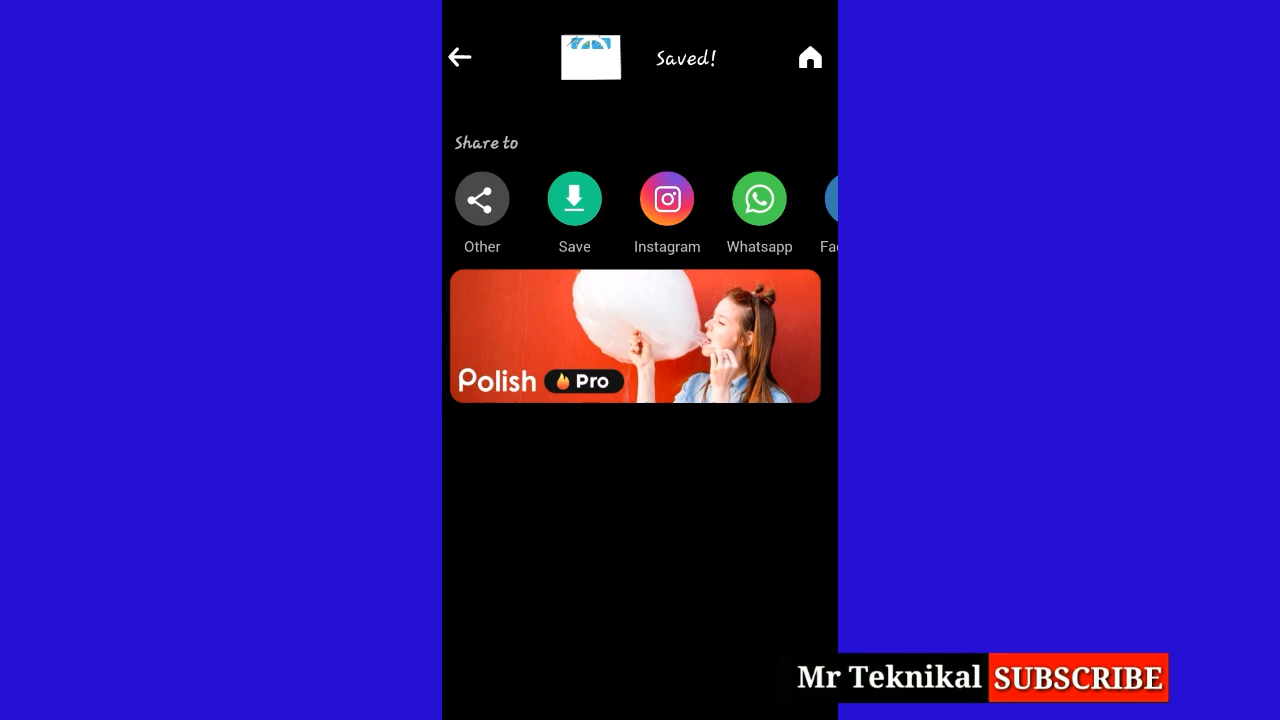 Saved!
Share to
Other Save Instagram Whatsapp
Polish Pro
Mr Teknikal SUBSCRIBE